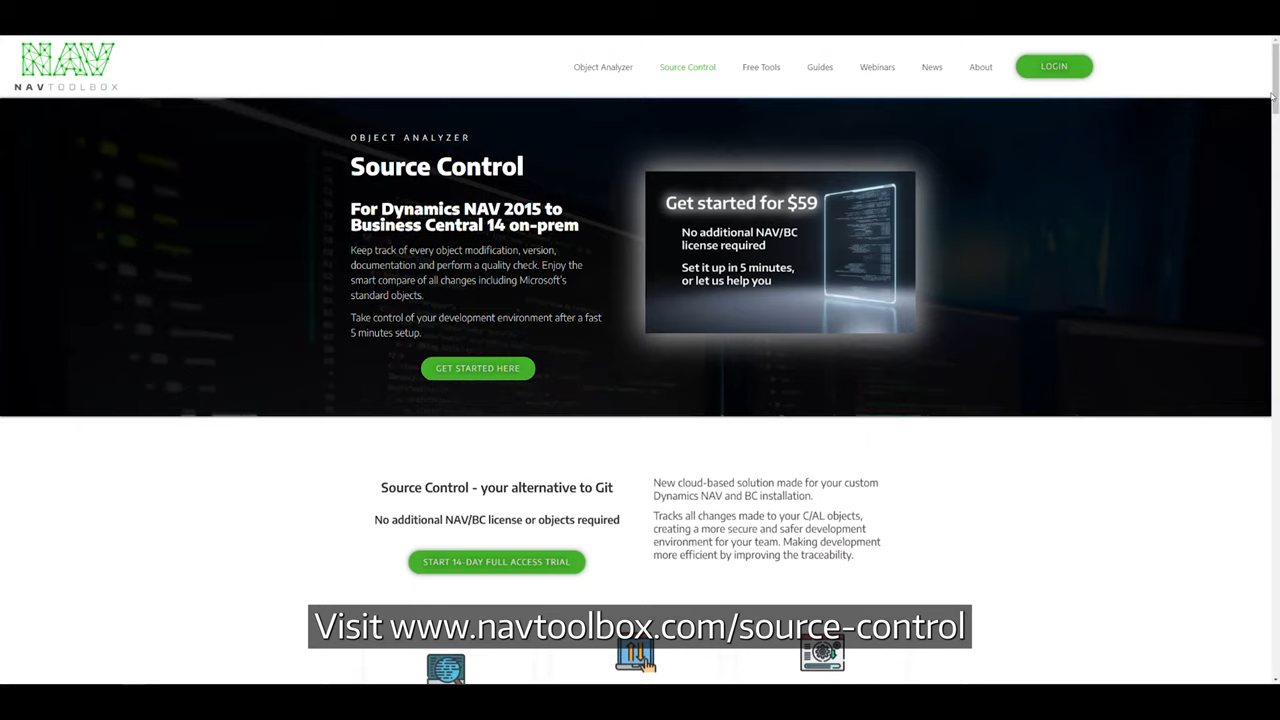 NAV
NAVTOOLBOX
Object Analyzer
Source Control
Free Tools
Guides
Webinars
News
About
LOGIN
OBJECT ANALYZER
Source Control
For Dynamics NAV 2015 to
Business Central 14 on-prem
Keep track of every object modification, version,
documentation and perform a quality check. Enjoy the
smart compare of all changes including Microsoft's
standard objects.
Take control of your development environment after a fast
5 minutes setup.
GET STARTED HERE
Get started for $59
No additional NAV/BC
license required
Set it up in 5 minutes,
or let us help you
Source Control - your alternative to Git
No additional NAV/BC license or objects required
START 14-DAY FULL ACCESS TRIAL
New cloud-based solution made for your custom
Dynamics NAV and BC installation.
Tracks all changes made to your C/AL objects,
creating a more secure and safer development
environment for your team. Making development
more efficient by improving the traceability.
Visit www.navtoolbox.com/source-control